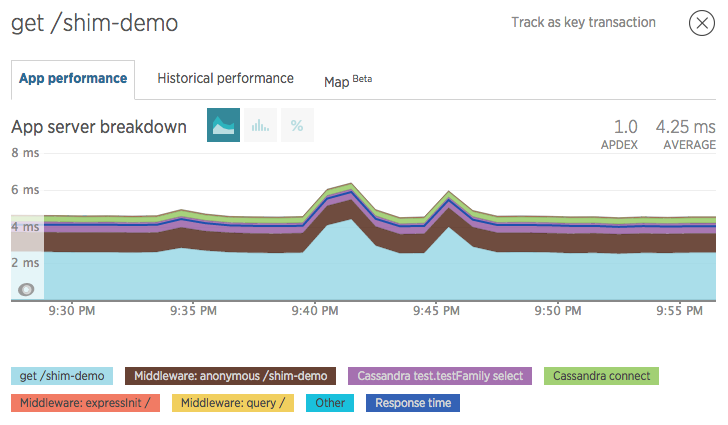 get /shim-demo
Track as key transaction
App performance Historical performance Map Beta
App server breakdown % 1.0 4.25 ms
APDEX AVERAGE
8 ms
6 ms
4 ms
2 ms
9:30 PM 9:35 PM 9:40 PM 9:45 PM 9:50 PM 9:55 PM
get /shim-demo Middleware: anonymous /shim-demo Cassandra test.testFamily select Cassandra connect
Middleware: expressInit / Middleware: query / Other Response time